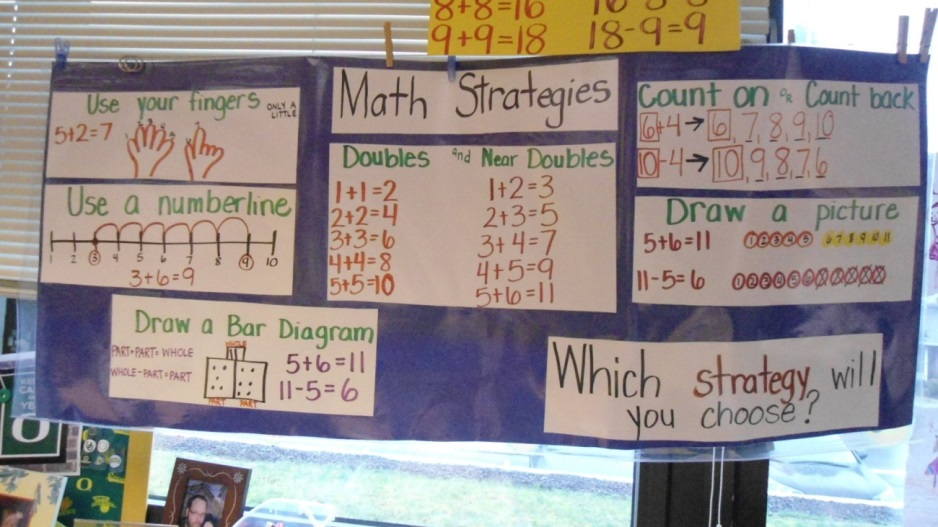 8+8=16
9+9=18 18-9=9
Math Strategies
Use your fingers ONLY A LITTLE
5+2=7
Use a numberline
1 2 3 4 5 6 7 8 9 10
3+6=9
Doubles and Near Doubles
1+1=2 1+2=3
2+2=4 2+3=5
3+3=6 3+4=7
4+4=8 4+5=9
5+5=10 5+6=11
Count on OR Count back
6+4→6, 7, 8, 9, 10
10-4→10, 9, 8, 7, 6
Draw a picture
5+6=11 1 2 3 4 5 6 7 8 9 10 11
11-5=6 1 2 3 4 5 6
Draw a Bar Diagram
PART+PART=WHOLE
WHOLE-PART=PART
WHOLE
PART PART
5+6=11
11-5=6
Which strategy will
you choose?
O
O